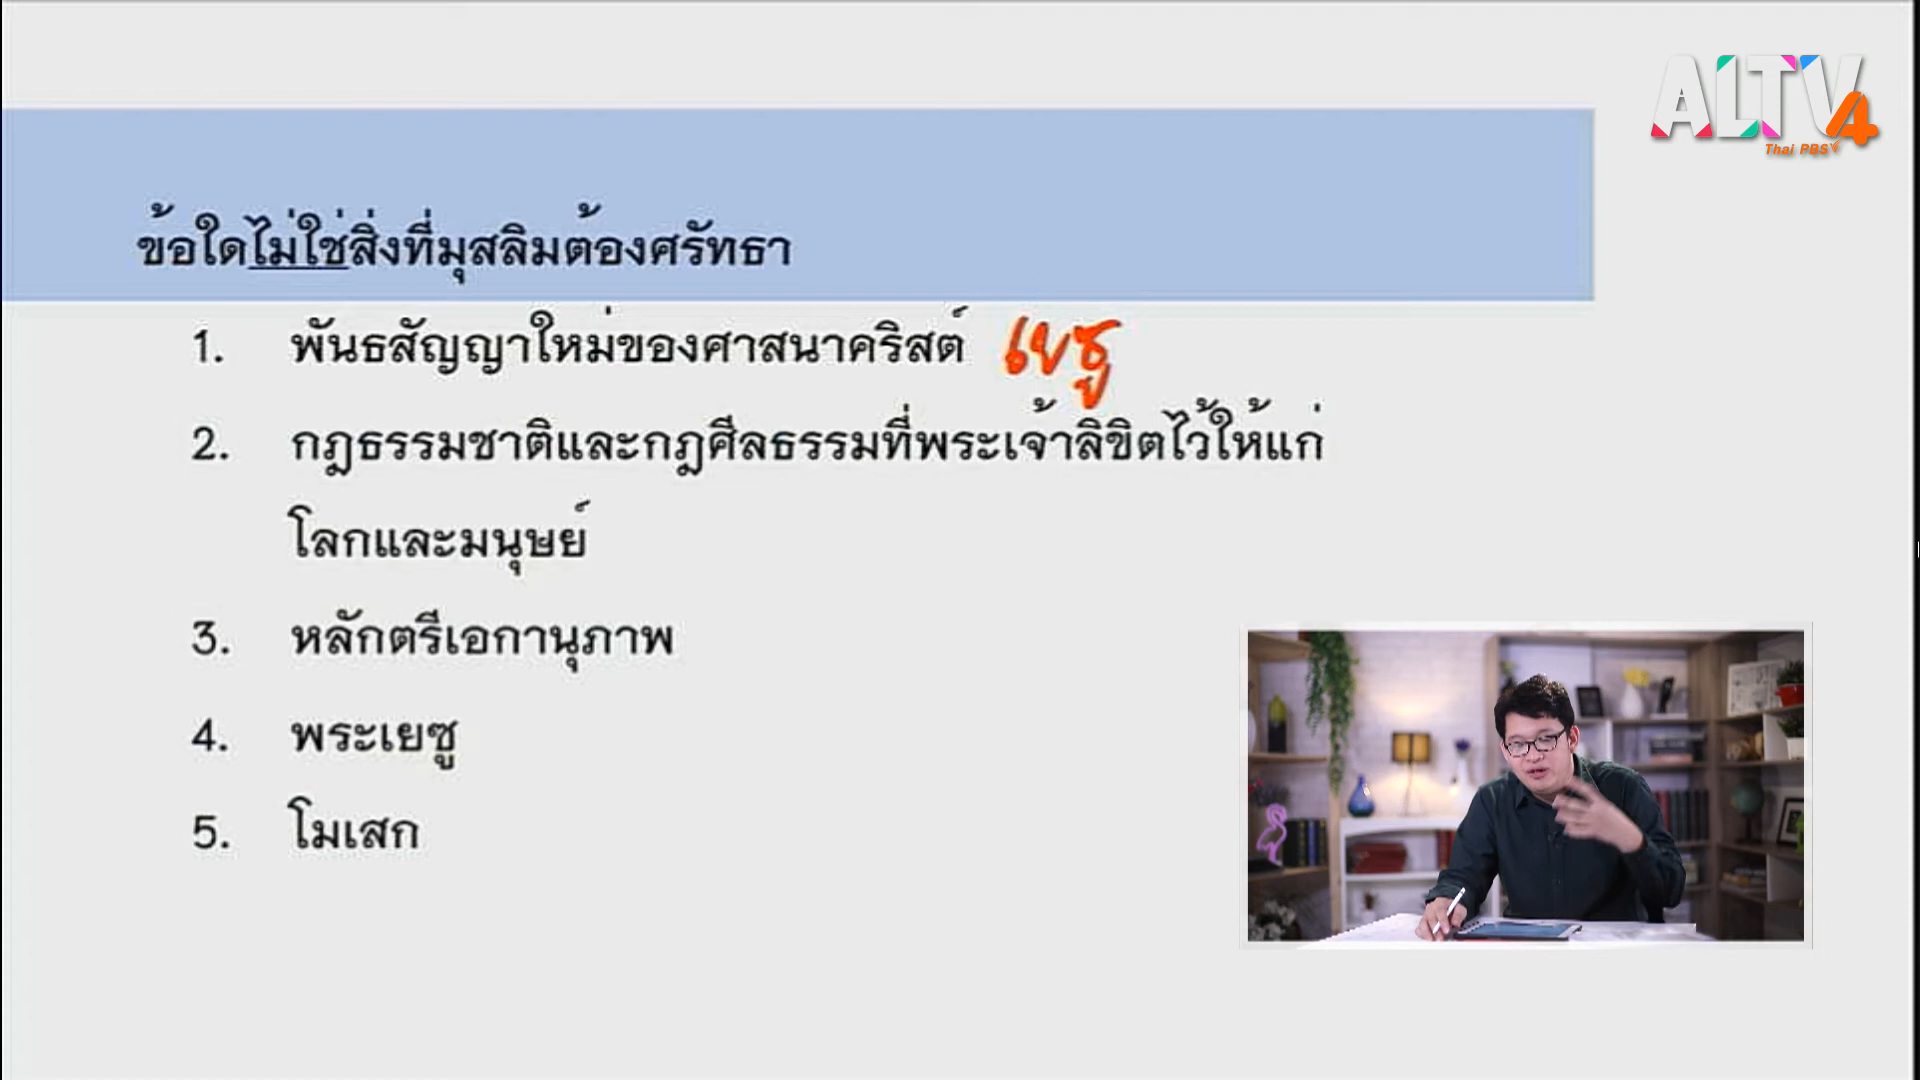 ALTV4
Thai PBS
ข้อใดไม่ใช่สิ่งที่มุสลิมต้องศรัทธา
1. พันธสัญญาใหม่ของศาสนาคริสต์ เยซู
2. กฎธรรมชาติและกฎศีลธรรมที่พระเจ้าลิขิตไว้ให้แก่
โลกและมนุษย์
3. หลักตรีเอกานุภาพ
4. พระเยซู
5. โมเสก